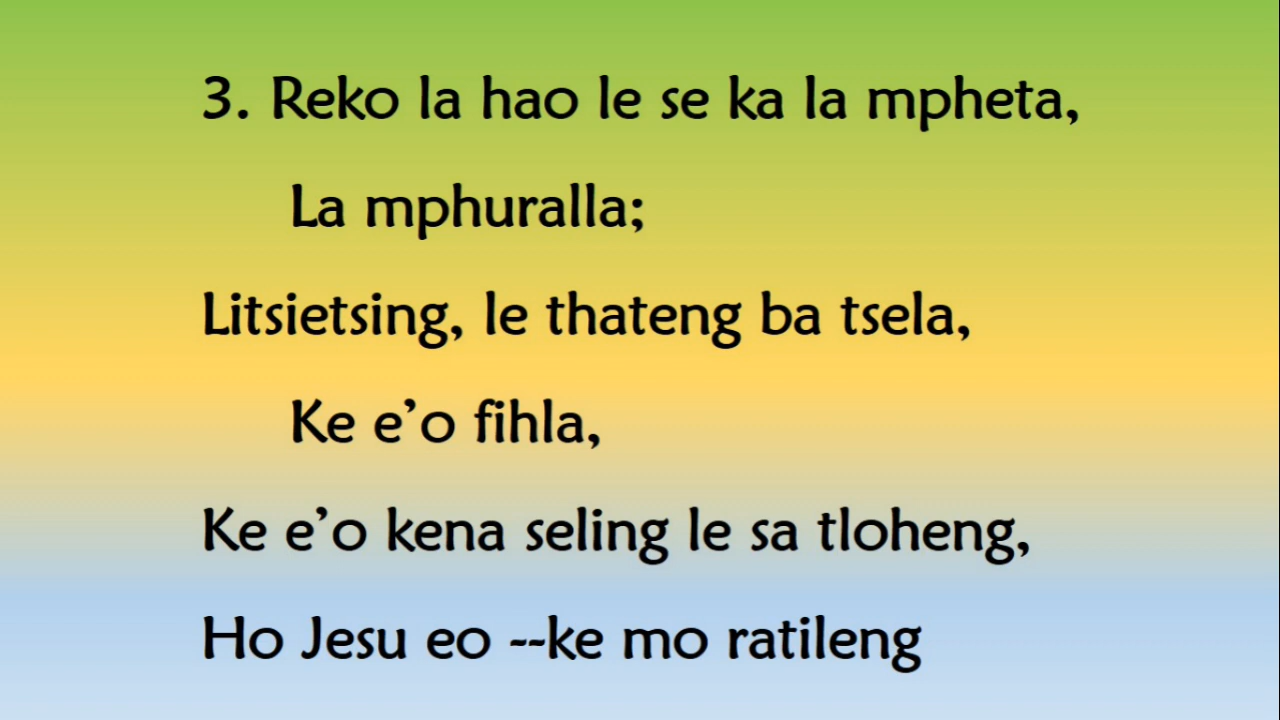 3. Reko la hao le se ka la mpheta,
La mphuralla;
Litsietsing, le thateng ba tsela,
Ke e’o fihla,
Ke e’o kena seling le sa tloheng,
Ho Jesu eo --ke mo ratileng